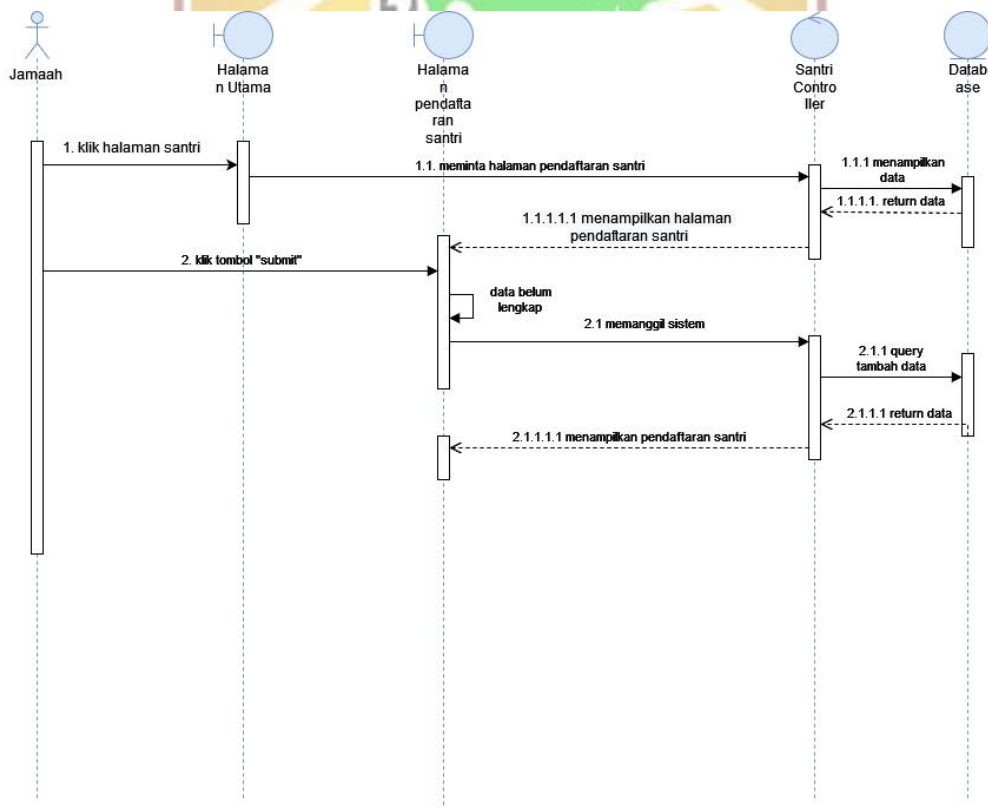 Jamaah
Halama
n Utama
Halama
n
pendafta
ran
santri
Santri
Contro
ller
Datab
ase
1. klik halaman santri
1.1. meminta halaman pendaftaran santri
1.1.1 menampilkan
data
1.1.1.1. return data
1.1.1.1.1 menampilkan halaman
pendaftaran santri
2. klik tombol "submit"
data belum
lengkap
2.1 memanggil sistem
2.1.1 query
tambah data
2.1.1.1 return data
2.1.1.1.1 menampilkan pendaftaran santri